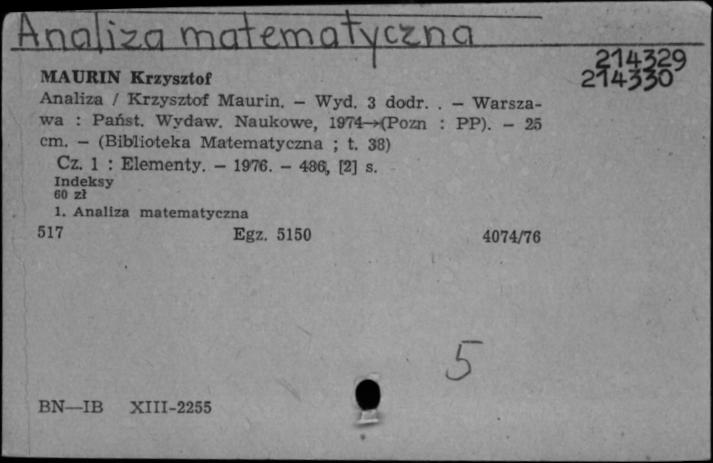 Analiza matematyczna
214329
214330
MAURIN Krzysztof
Analiza / Krzysztof Maurin. — Wyd. 3 dodr. . — Warsza-
wa : Państ. Wydaw. Naukowe, 1974→(Pozn : PP). — 25
cm. — (Biblioteka Matematyczna ; t. 38)
Cz. 1 : Elementy. — 1976. — 486, [2] s.
Indeksy
60 zł
1. Analiza matematyczna
517 Egz. 5150 4074/76
5
BN—IB XIII-2255